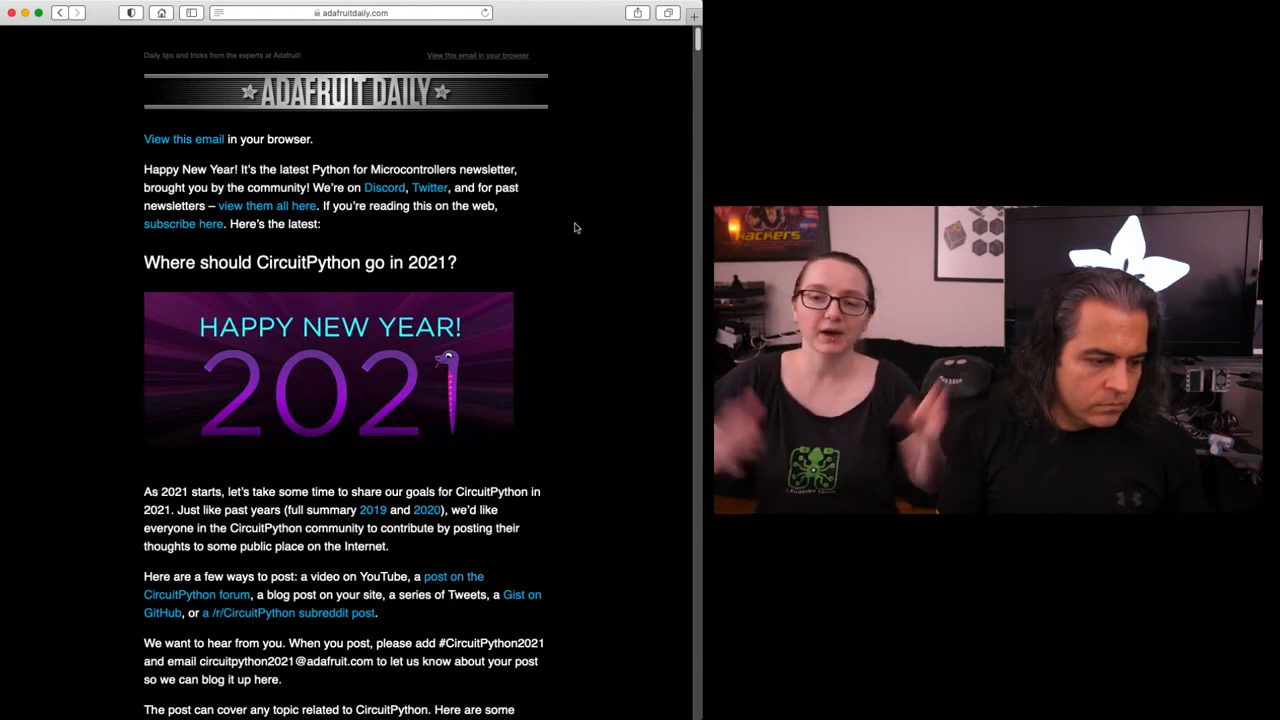 adafruitdaily.com
Daily tips and tricks from the experts at Adafruit!
View this email in your browser
ADAFRUIT DAILY
View this email in your browser.
Happy New Year! It's the latest Python for Microcontrollers newsletter,
brought you by the community! We're on Discord, Twitter, and for past
newsletters – view them all here. If you're reading this on the web,
subscribe here. Here's the latest:
Where should CircuitPython go in 2021?
HAPPY NEW YEAR!
2021
As 2021 starts, let's take some time to share our goals for CircuitPython in
2021. Just like past years (full summary 2019 and 2020), we'd like
everyone in the CircuitPython community to contribute by posting their
thoughts to some public place on the Internet.
Here are a few ways to post: a video on YouTube, a post on the
CircuitPython forum, a blog post on your site, a series of Tweets, a Gist on
GitHub, or a /r/CircuitPython subreddit post.
We want to hear from you. When you post, please add #CircuitPython2021
and email circuitpython2021@adafruit.com to let us know about your post
so we can blog it up here.
The post can cover any topic related to CircuitPython. Here are some
HACKERS